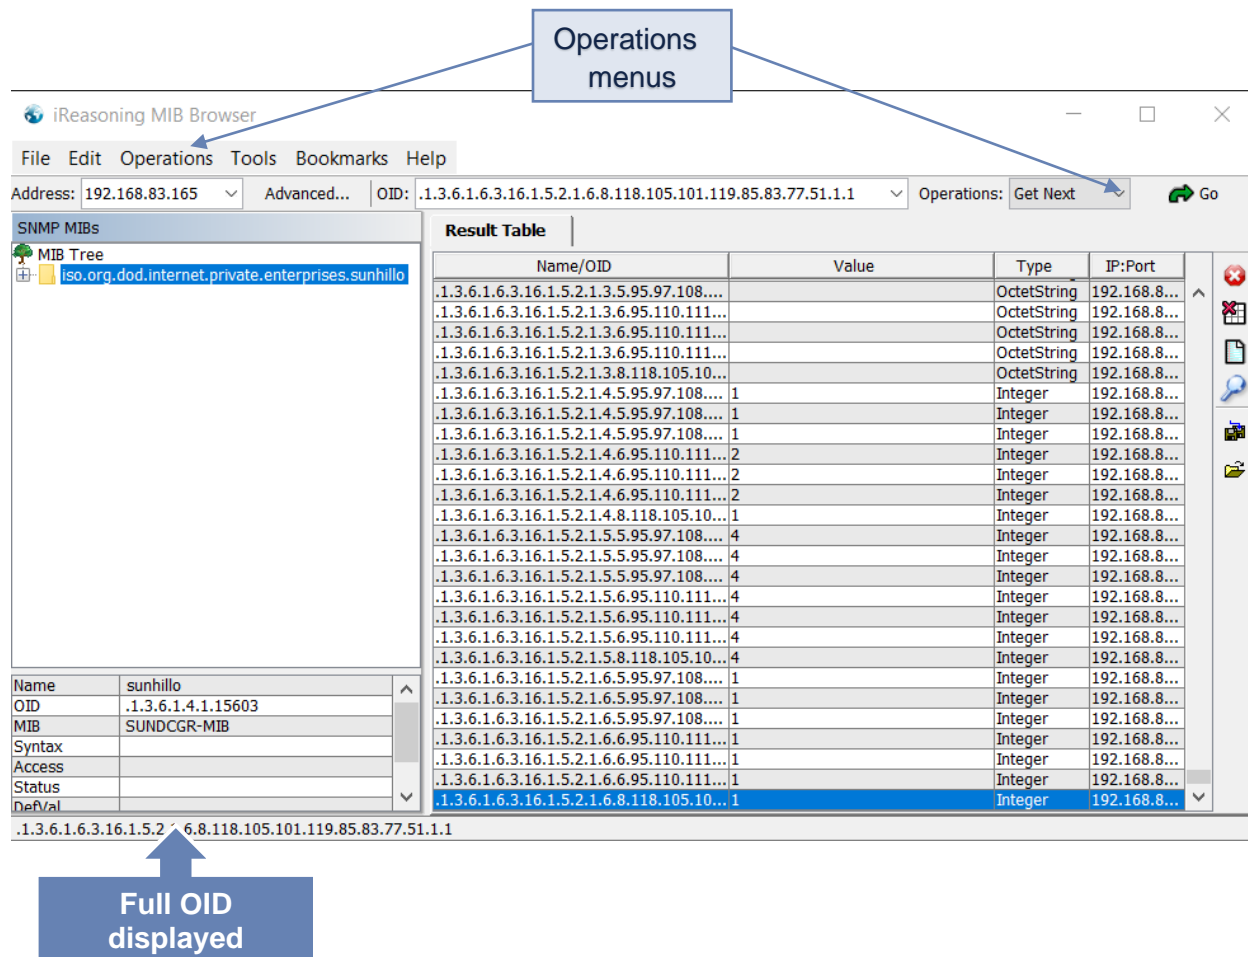 Operations
menus
iReasoning MIB Browser
File Edit Operations Tools Bookmarks Help
Address: 192.168.83.165 Advanced... OID: .1.3.6.1.6.3.16.1.5.2.1.6.8.118.105.101.119.85.83.77.51.1.1 Operations: Get Next Go
SNMP MIBs
Result Table
MIB Tree
iso.org.dod.internet.private.enterprises.sunhillo
Name/OID Value Type IP:Port
.1.3.6.1.6.3.16.1.5.2.1.3.5.95.97.108.... OctetString 192.168.8...
.1.3.6.1.6.3.16.1.5.2.1.3.6.95.110.111... OctetString 192.168.8...
.1.3.6.1.6.3.16.1.5.2.1.3.6.95.110.111... OctetString 192.168.8...
.1.3.6.1.6.3.16.1.5.2.1.3.6.95.110.111... OctetString 192.168.8...
.1.3.6.1.6.3.16.1.5.2.1.3.8.118.105.10... OctetString 192.168.8...
.1.3.6.1.6.3.16.1.5.2.1.4.5.95.97.108.... 1 Integer 192.168.8...
.1.3.6.1.6.3.16.1.5.2.1.4.5.95.97.108.... 1 Integer 192.168.8...
.1.3.6.1.6.3.16.1.5.2.1.4.5.95.97.108.... 1 Integer 192.168.8...
.1.3.6.1.6.3.16.1.5.2.1.4.6.95.110.111... 2 Integer 192.168.8...
.1.3.6.1.6.3.16.1.5.2.1.4.6.95.110.111... 2 Integer 192.168.8...
.1.3.6.1.6.3.16.1.5.2.1.4.6.95.110.111... 2 Integer 192.168.8...
.1.3.6.1.6.3.16.1.5.2.1.4.8.118.105.10... 1 Integer 192.168.8...
.1.3.6.1.6.3.16.1.5.2.1.5.5.95.97.108.... 4 Integer 192.168.8...
.1.3.6.1.6.3.16.1.5.2.1.5.5.95.97.108.... 4 Integer 192.168.8...
.1.3.6.1.6.3.16.1.5.2.1.5.5.95.97.108.... 4 Integer 192.168.8...
.1.3.6.1.6.3.16.1.5.2.1.5.6.95.110.111... 4 Integer 192.168.8...
.1.3.6.1.6.3.16.1.5.2.1.5.6.95.110.111... 4 Integer 192.168.8...
.1.3.6.1.6.3.16.1.5.2.1.5.6.95.110.111... 4 Integer 192.168.8...
.1.3.6.1.6.3.16.1.5.2.1.5.8.118.105.10... 4 Integer 192.168.8...
.1.3.6.1.6.3.16.1.5.2.1.6.5.95.97.108.... 1 Integer 192.168.8...
.1.3.6.1.6.3.16.1.5.2.1.6.5.95.97.108.... 1 Integer 192.168.8...
.1.3.6.1.6.3.16.1.5.2.1.6.5.95.97.108.... 1 Integer 192.168.8...
.1.3.6.1.6.3.16.1.5.2.1.6.6.95.110.111... 1 Integer 192.168.8...
.1.3.6.1.6.3.16.1.5.2.1.6.6.95.110.111... 1 Integer 192.168.8...
.1.3.6.1.6.3.16.1.5.2.1.6.6.95.110.111... 1 Integer 192.168.8...
.1.3.6.1.6.3.16.1.5.2.1.6.8.118.105.10... 1 Integer 192.168.8...
Name sunhillo
OID .1.3.6.1.4.1.15603
MIB SUNDCGR-MIB
Syntax
Access
Status
DefVal
.1.3.6.1.6.3.16.1.5.2.1.6.8.118.105.101.119.85.83.77.51.1.1
Full OID
displayed